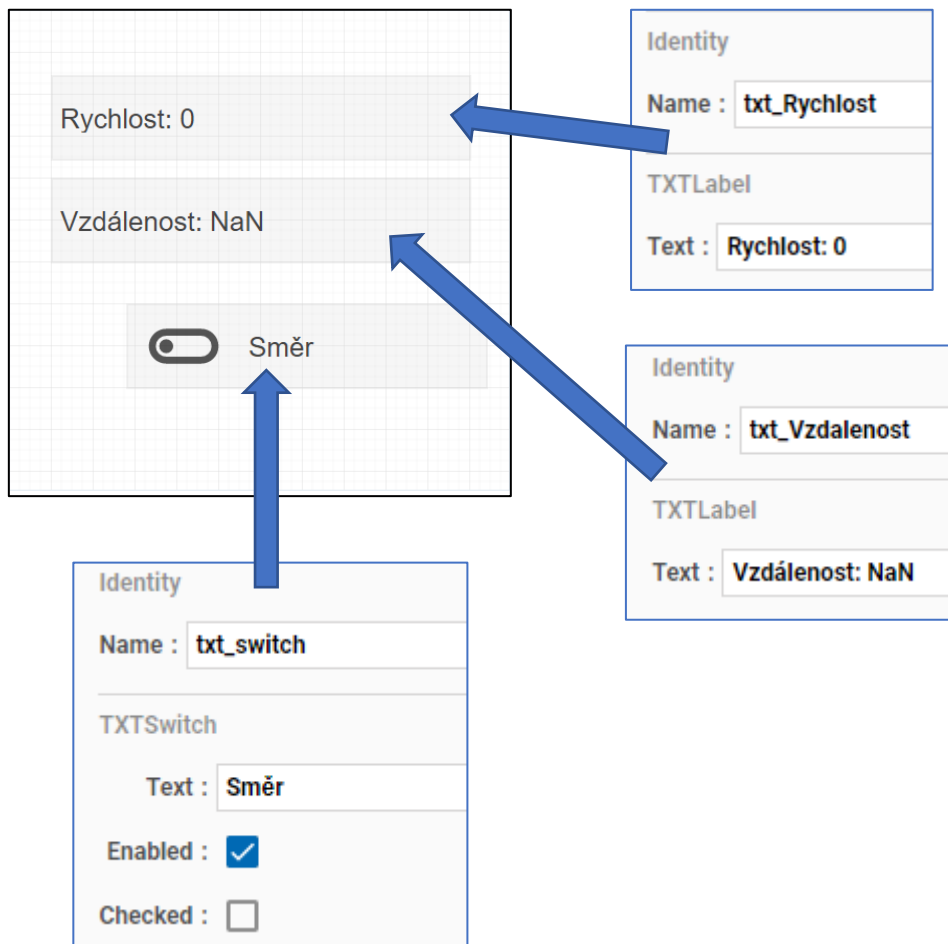 Rychlost: 0
Vzdálenost: NaN
Směr
Identity
Name : txt_Rychlost
TXTLabel
Text : Rychlost: 0
Identity
Name : txt_Vzdalenost
TXTLabel
Text : Vzdálenost: NaN
Identity
Name : txt_switch
TXTSwitch
Text : Směr
Enabled :
Checked :